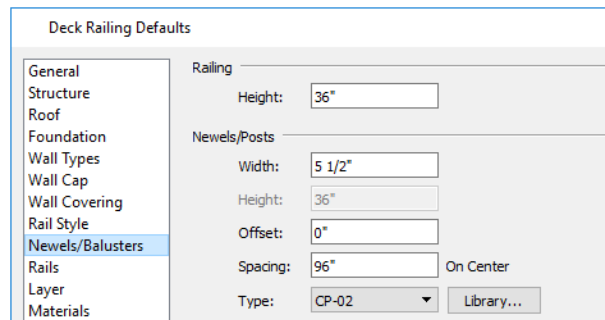 Deck Railing Defaults
General
Structure
Roof
Foundation
Wall Types
Wall Cap
Wall Covering
Rail Style
Newels/Balusters
Rails
Layer
Materials
Railing
Height: 36"
Newels/Posts
Width: 5 1/2"
Height: 36"
Offset: 0"
Spacing: 96" On Center
Type: CP-02 Library...